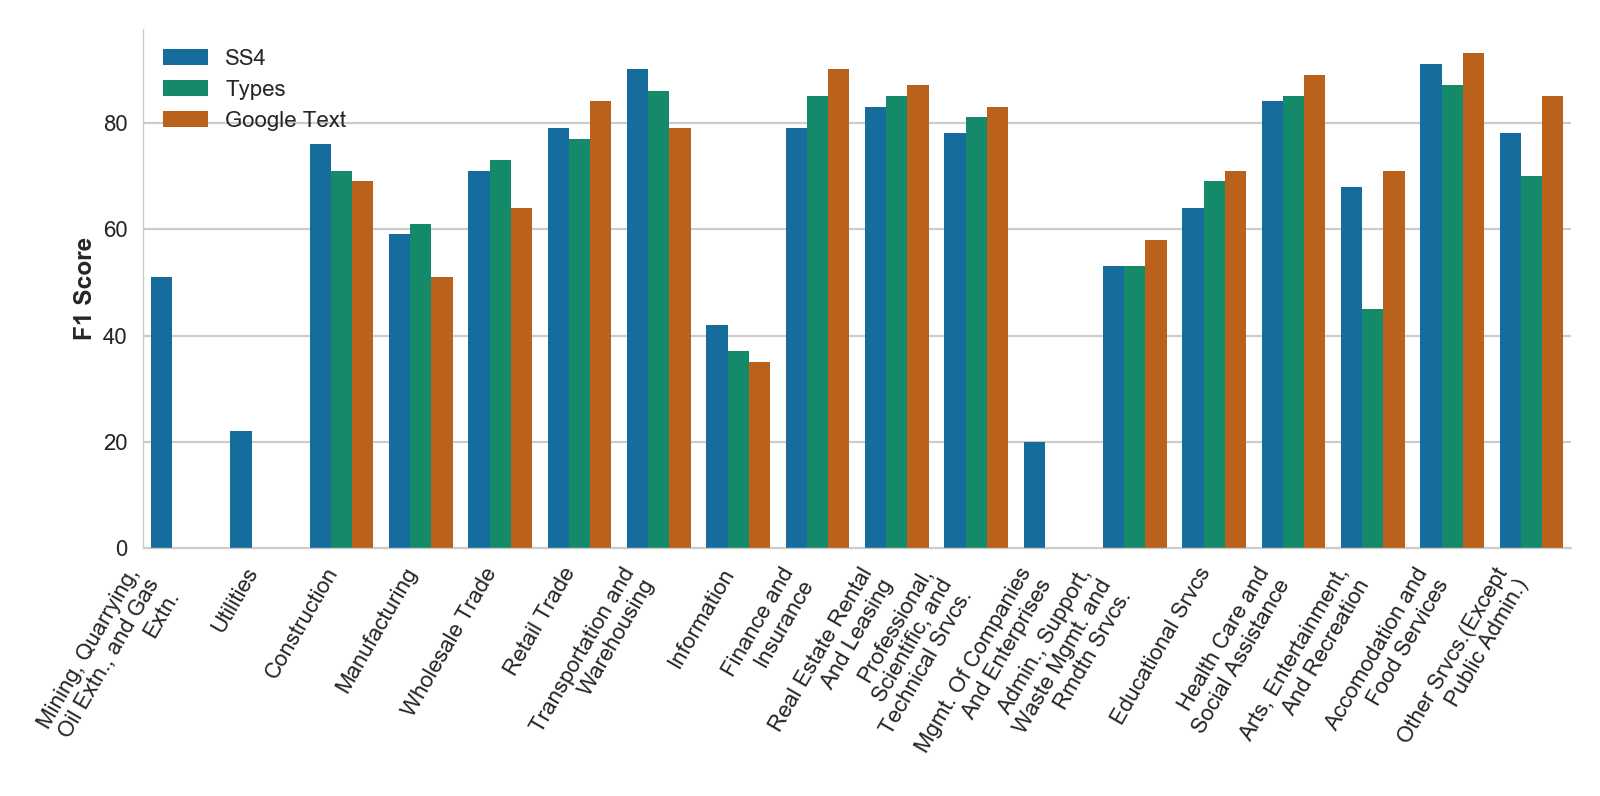 SS4
Types
Google Text
F1 Score
80
60
40
20
0
Mining, Quarrying,
Oil Extn., and Gas
Extn.
Utilities
Construction
Manufacturing
Wholesale Trade
Retail Trade
Transportation and
Warehousing
Information
Finance and
Insurance
Real Estate Rental
And Leasing
Professional,
Scientific, and
Technical Srvcs.
Mgmt. Of Companies
And Enterprises
Admin., Support,
Waste Mgmt. and
Rmdtn Srvcs.
Educational Srvcs
Health Care and
Social Assistance
Arts, Entertainment,
And Recreation
Accomodation and
Food Services
Other Srvcs.(Except
Public Admin.)